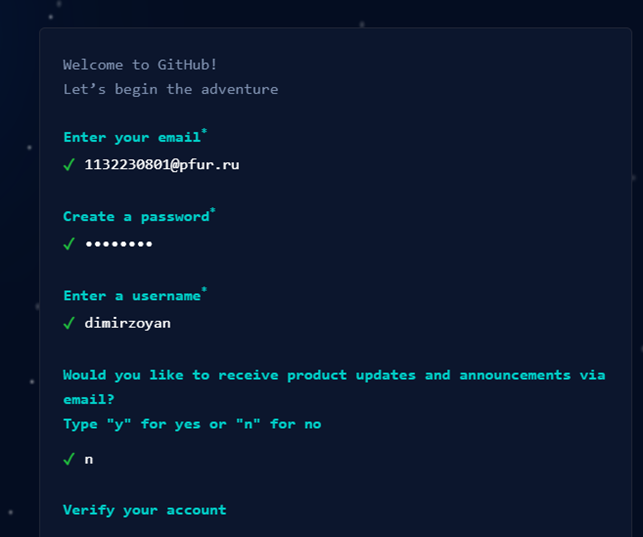 Welcome to GitHub!
Let’s begin the adventure
Enter your email*
✓ 1132230801@pfur.ru
Create a password*
✓ ••••••••
Enter a username*
✓ dimirzoyan
Would you like to receive product updates and announcements via
email?
Type "y" for yes or "n" for no
✓ n
Verify your account